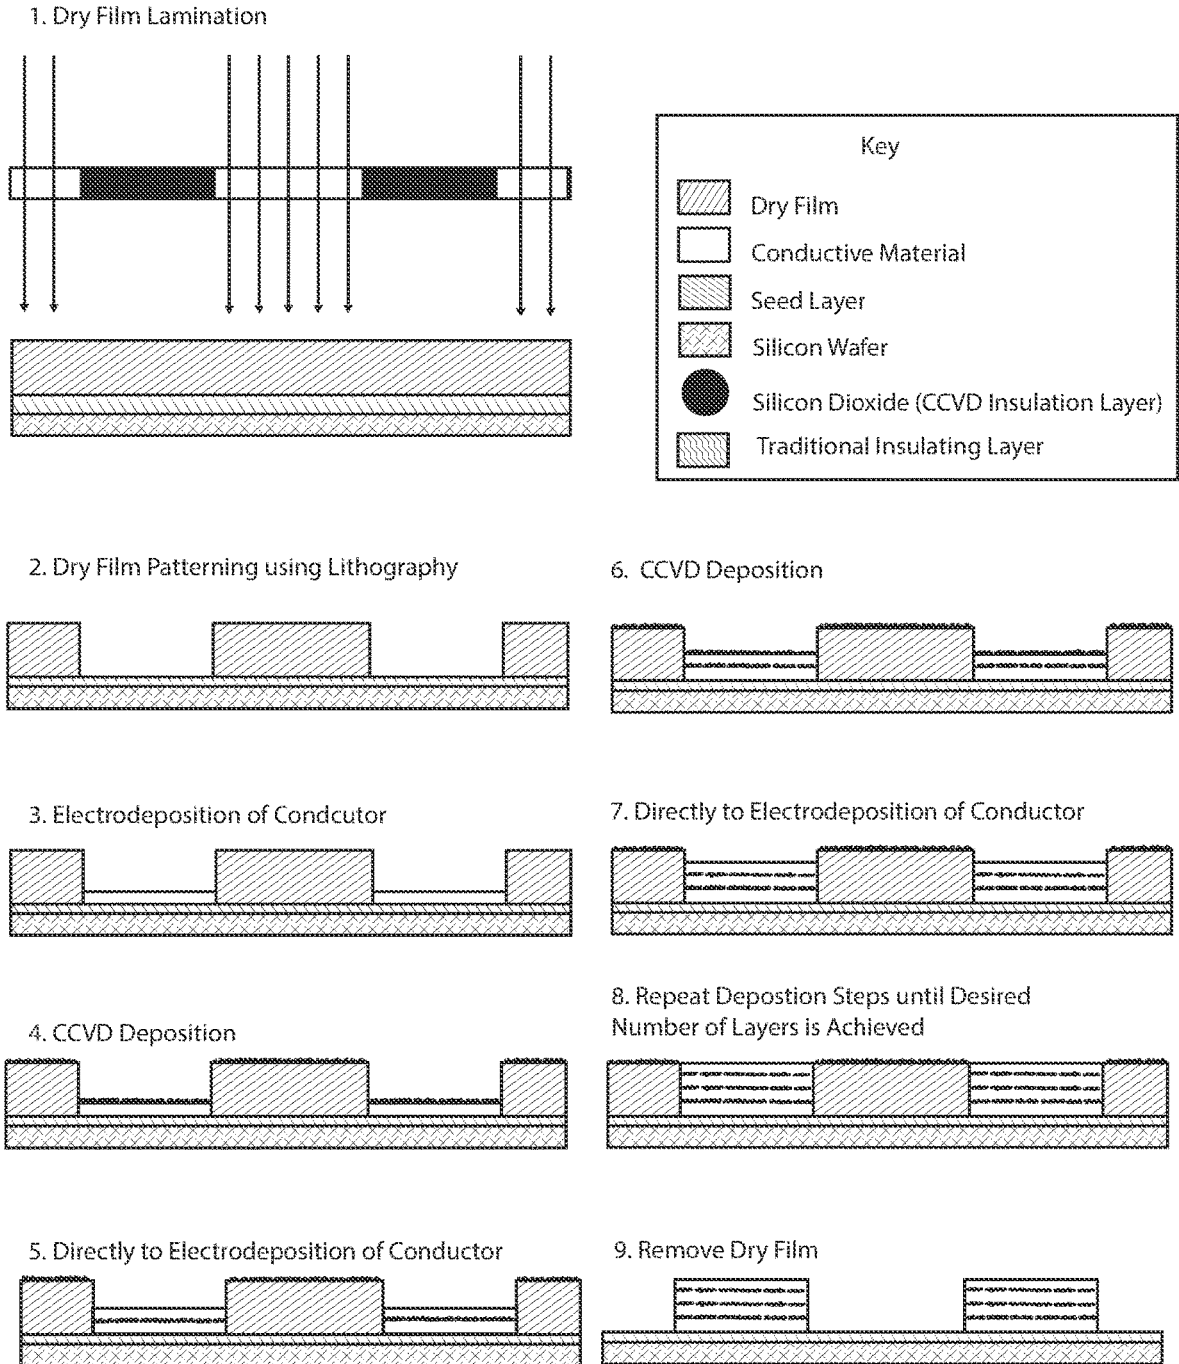 1. Dry Film Lamination
Key
Dry Film
Conductive Material
Seed Layer
Silicon Wafer
Silicon Dioxide (CCVD Insulation Layer)
Traditional Insulating Layer
2. Dry Film Patterning using Lithography
3. Electrodeposition of Condcutor
4. CCVD Deposition
5. Directly to Electrodeposition of Conductor
6. CCVD Deposition
7. Directly to Electrodeposition of Conductor
8. Repeat Depostion Steps until Desired
Number of Layers is Achieved
9. Remove Dry Film